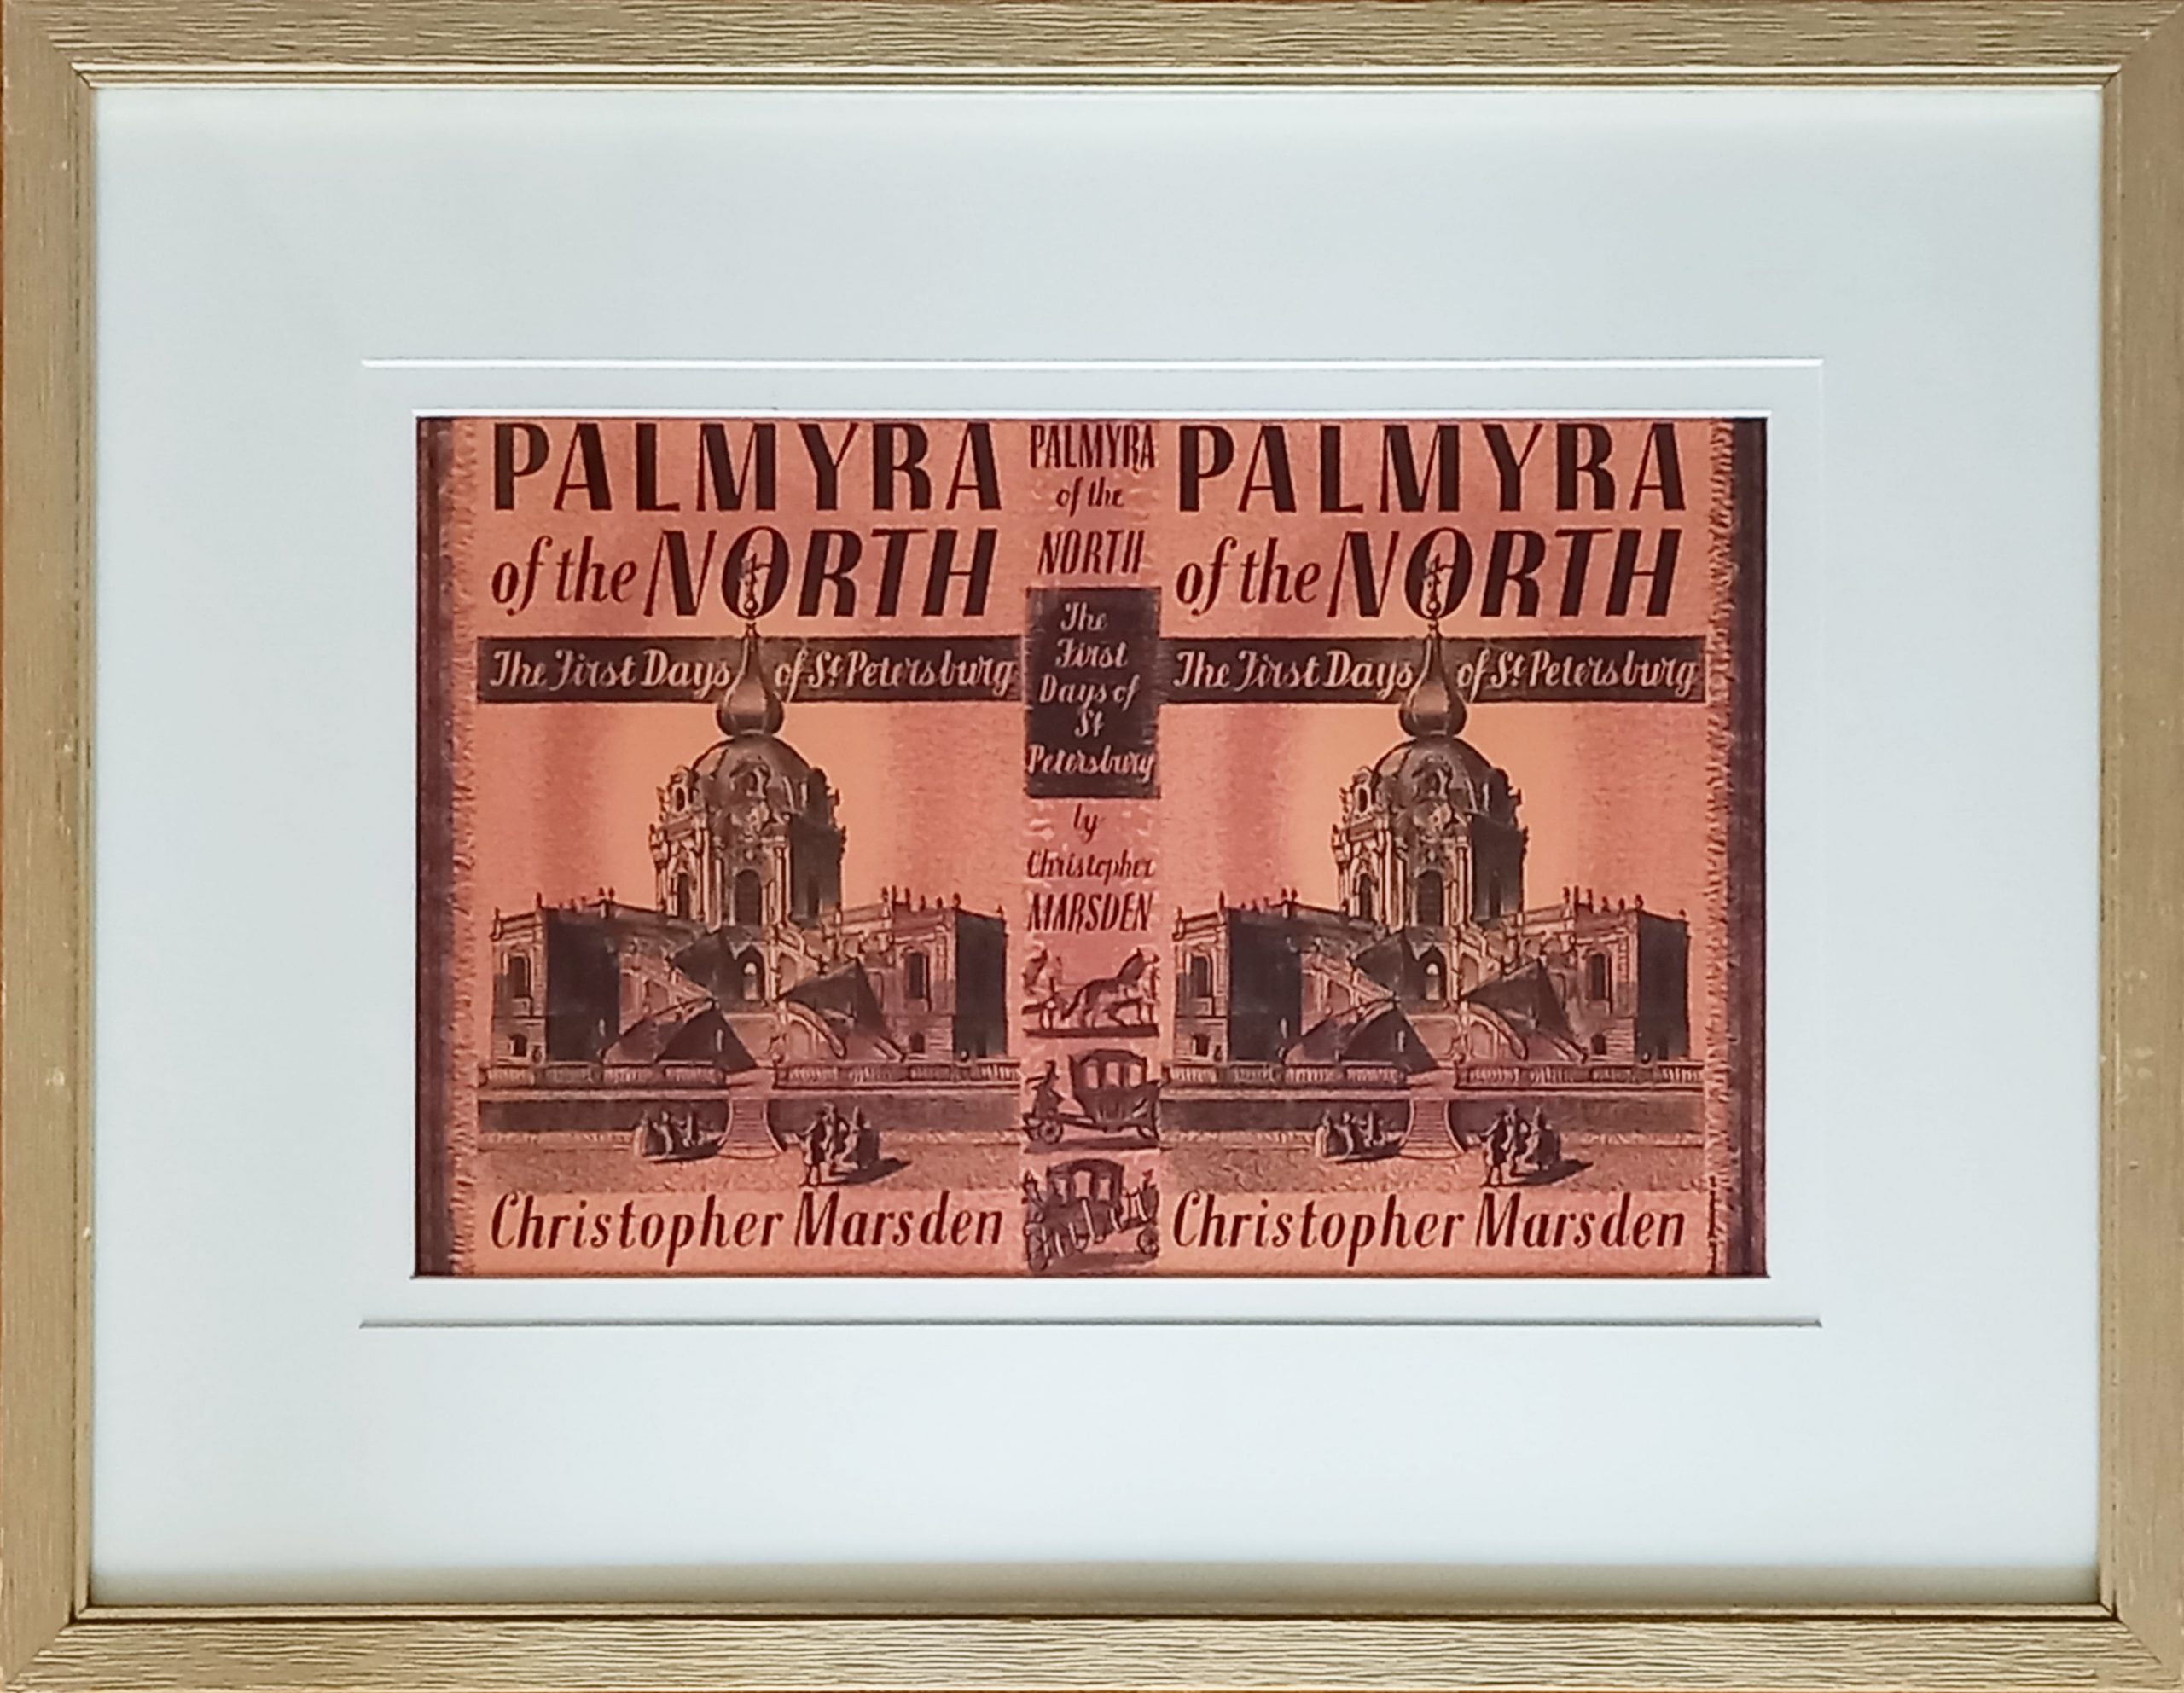 PALMYRA
of the NORTH
The First Days of St Petersburg
Christopher Marsden
PALMYRA
of the
NORTH
The
First
Days of
St
Petersburg
by
Christopher
MARSDEN
PALMYRA
of the NORTH
The First Days of St Petersburg
Christopher Marsden